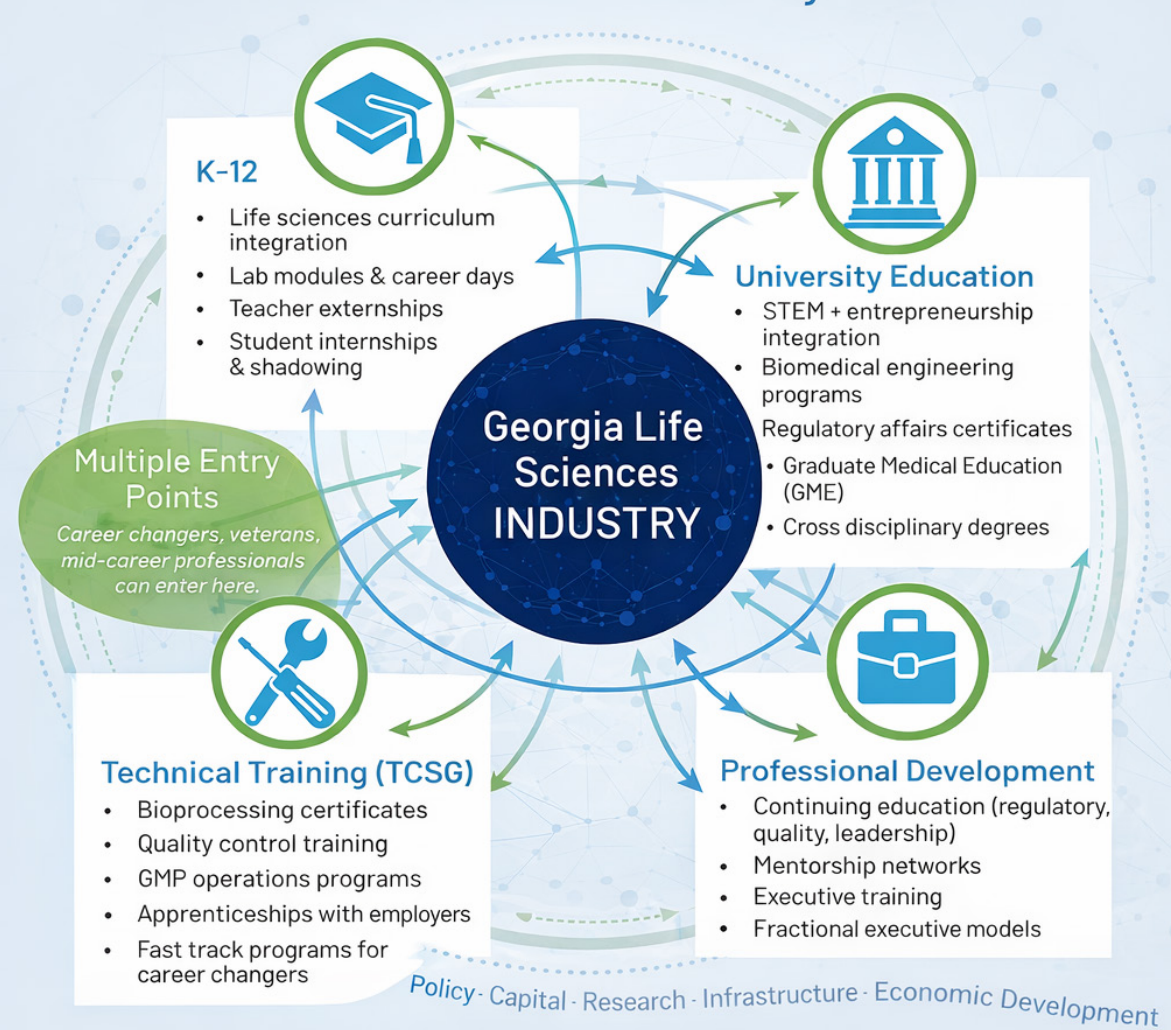 K-12
• Life sciences curriculum
integration
• Lab modules & career days
• Teacher externships
• Student internships
& shadowing
University Education
• STEM + entrepreneurship
integration
• Biomedical engineering
programs
Regulatory affairs certificates
• Graduate Medical Education
(GME)
• Cross disciplinary degrees
Georgia Life
Sciences
INDUSTRY
Multiple Entry
Points
Career changers, veterans,
mid-career professionals
can enter here.
Technical Training (TCSG)
• Bioprocessing certificates
• Quality control training
• GMP operations programs
• Apprenticeships with employers
• Fast track programs for
career changers
Professional Development
• Continuing education (regulatory,
quality, leadership)
• Mentorship networks
• Executive training
• Fractional executive models
Policy · Capital · Research · Infrastructure · Economic Development